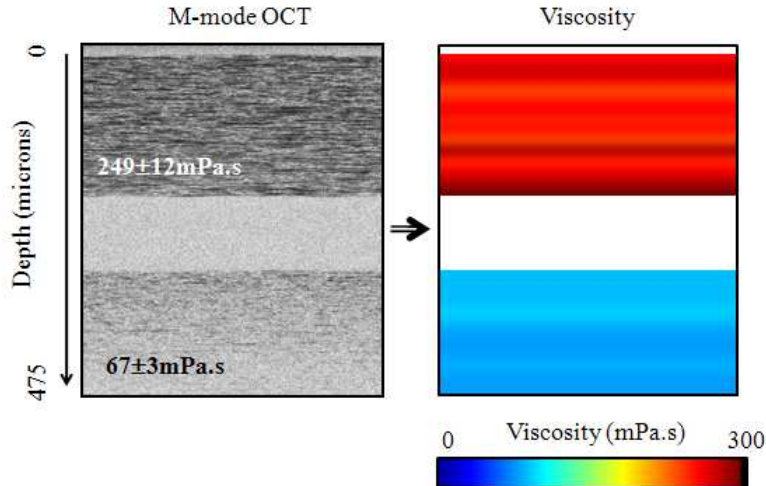 M-mode OCT
Viscosity
0
Depth (microns)
249±12mPa.s
67±3mPa.s
475
0 Viscosity (mPa.s) 300